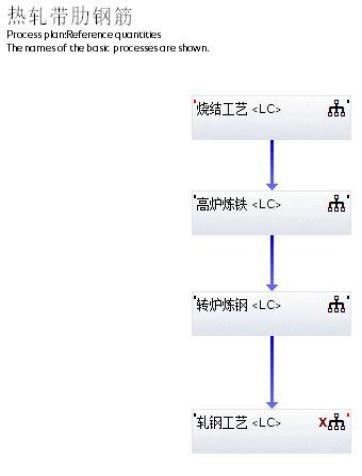 热轧带肋钢筋
Process plan:Reference quantities
The names of the basic processes are shown.
烧结工艺 <LC>
高炉炼铁 <LC>
转炉炼钢 <LC>
轧钢工艺 <LC> X